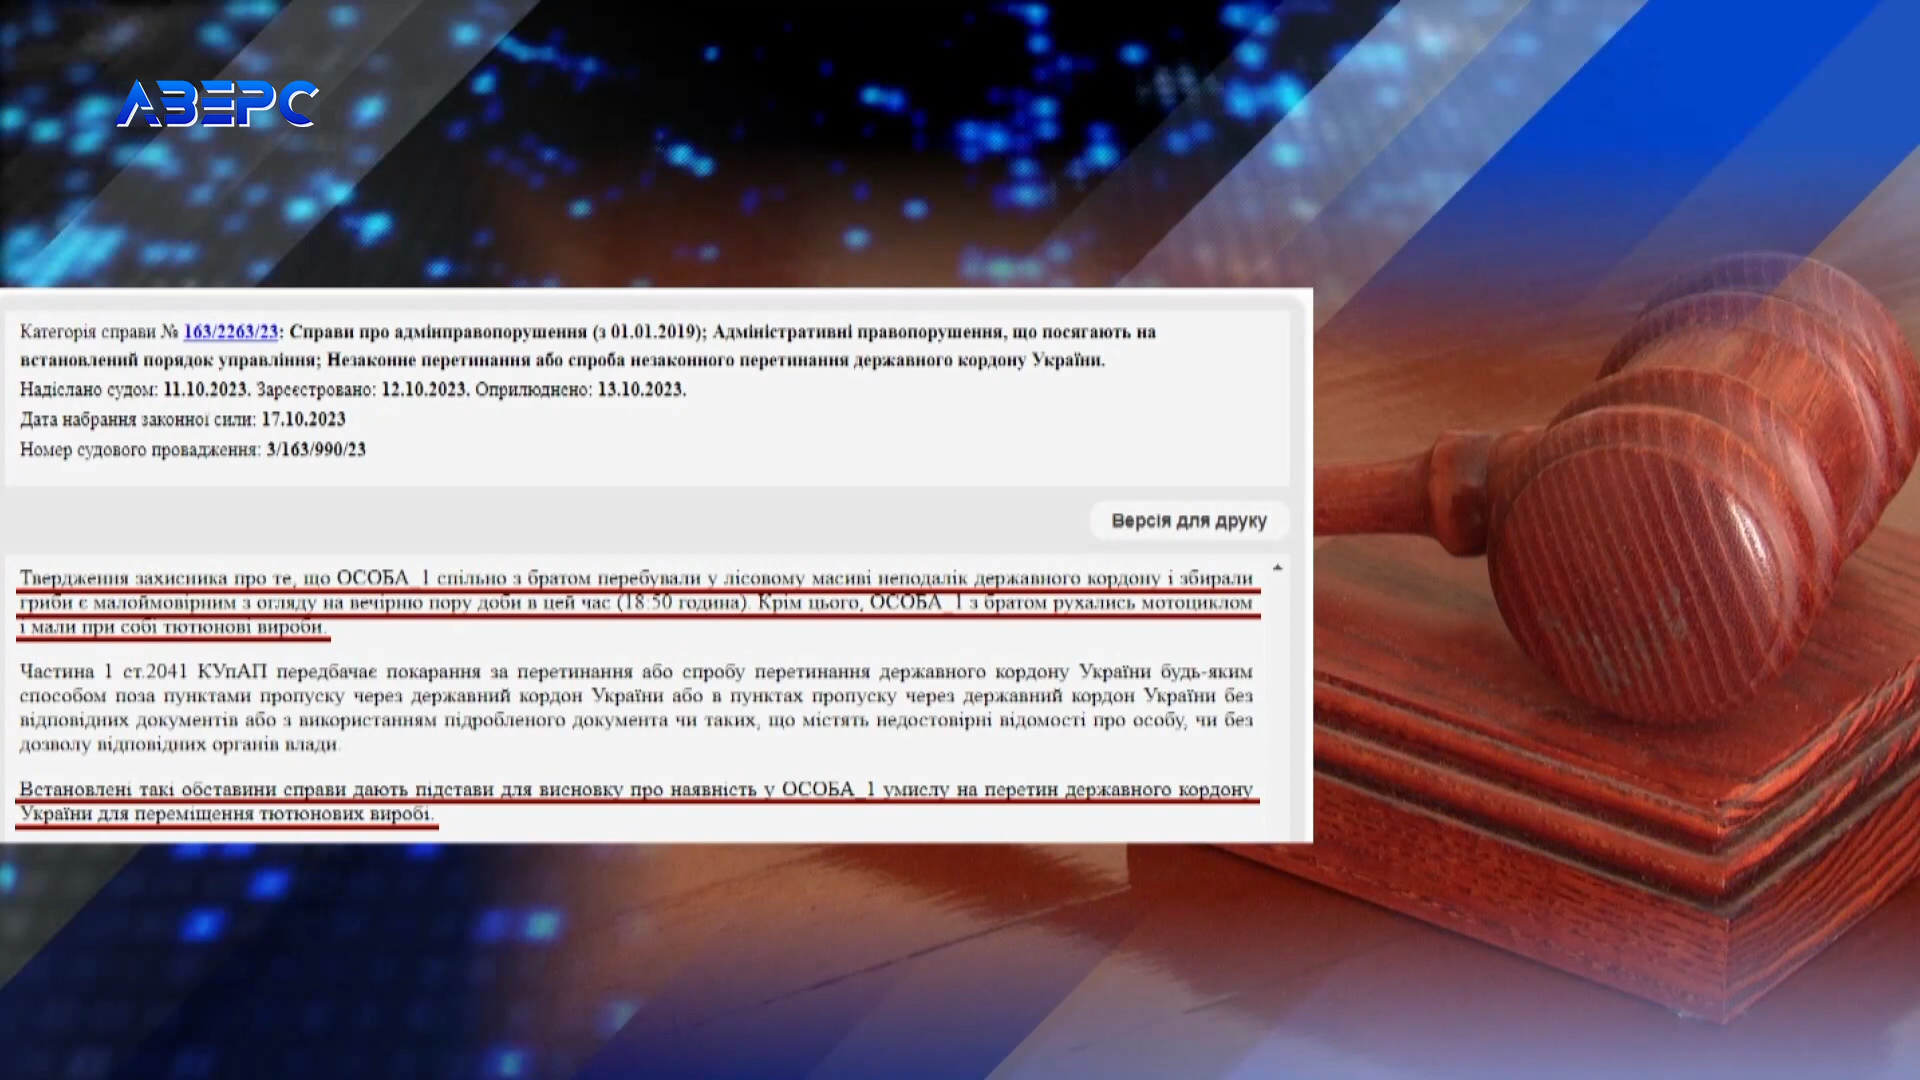 АВЕРС
Категорія справи № 163/2263/23: Справи про адмінправопорушення (з 01.01.2019); Адміністративні правопорушення, що посягають на
встановлений порядок управління; Незаконне перетинання або спроба незаконного перетинання державного кордону України.
Надіслано судом: 11.10.2023. Зареєстровано: 12.10.2023. Оприлюднено: 13.10.2023.
Дата набрання законної сили: 17.10.2023
Номер судового провадження: 3/163/990/23
Версія для друку
Твердження захисника про те, що ОСОБА_1 спільно з братом перебували у лісовому масиві неподалік державного кордону і збирали
гриби є малоймовірним з огляду на вечірню пору доби в цей час (18:50 година). Крім цього, ОСОБА_1 з братом рухались мотоциклом
і мали при собі тютюнові вироби.
Частина 1 ст.2041 КУпАП передбачає покарання за перетинання або спробу перетинання державного кордону України будь-яким
способом поза пунктами пропуску через державний кордон України або в пунктах пропуску через державний кордон України без
відповідних документів або з використанням підробленого документа чи таких, що містять недостовірні відомості про особу, чи без
дозволу відповідних органів влади.
Встановлені такі обставини справи дають підстави для висновку про наявність у ОСОБА_1 умислу на перетин державного кордону
України для переміщення тютюнових виробі.